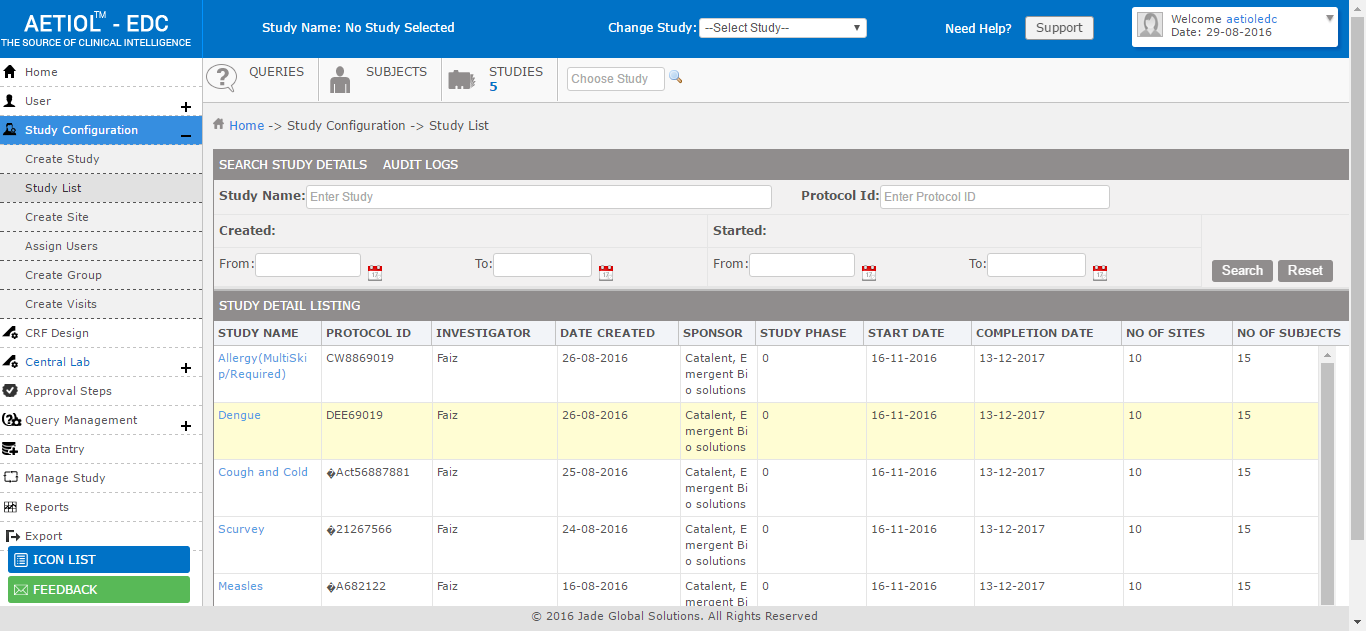 AETIOL™ - EDC
THE SOURCE OF CLINICAL INTELLIGENCE
Study Name: No Study Selected
Change Study: --Select Study--
Need Help? Support
Welcome aetioledc
Date: 29-08-2016
Home
User
Study Configuration
Create Study
Study List
Create Site
Assign Users
Create Group
Create Visits
CRF Design
Central Lab
Approval Steps
Query Management
Data Entry
Manage Study
Reports
Export
ICON LIST
FEEDBACK
QUERIES SUBJECTS STUDIES
5
Choose Study
Home -> Study Configuration -> Study List
SEARCH STUDY DETAILS AUDIT LOGS
Study Name: Enter Study Protocol Id: Enter Protocol ID
Created: Started:
From: To: From: To: Search Reset
STUDY DETAIL LISTING
STUDY NAME PROTOCOL ID INVESTIGATOR DATE CREATED SPONSOR STUDY PHASE START DATE COMPLETION DATE NO OF SITES NO OF SUBJECTS
Allergy(MultiSki CW8869019 Faiz 26-08-2016 Catalent, E 0 16-11-2016 13-12-2017 10 15
p/Required) mergent Bi
o solutions
Dengue DEE69019 Faiz 26-08-2016 Catalent, E 0 16-11-2016 13-12-2017 10 15
mergent Bi
o solutions
Cough and Cold �Act56887881 Faiz 25-08-2016 Catalent, E 0 16-11-2016 13-12-2017 10 15
mergent Bi
o solutions
Scurvey �21267566 Faiz 24-08-2016 Catalent, E 0 16-11-2016 13-12-2017 10 15
mergent Bi
o solutions
Measles �A682122 Faiz 16-08-2016 Catalent, E 0 16-11-2016 13-12-2017 10 15
mergent Bi
© 2016 Jade Global Solutions. All Rights Reserved